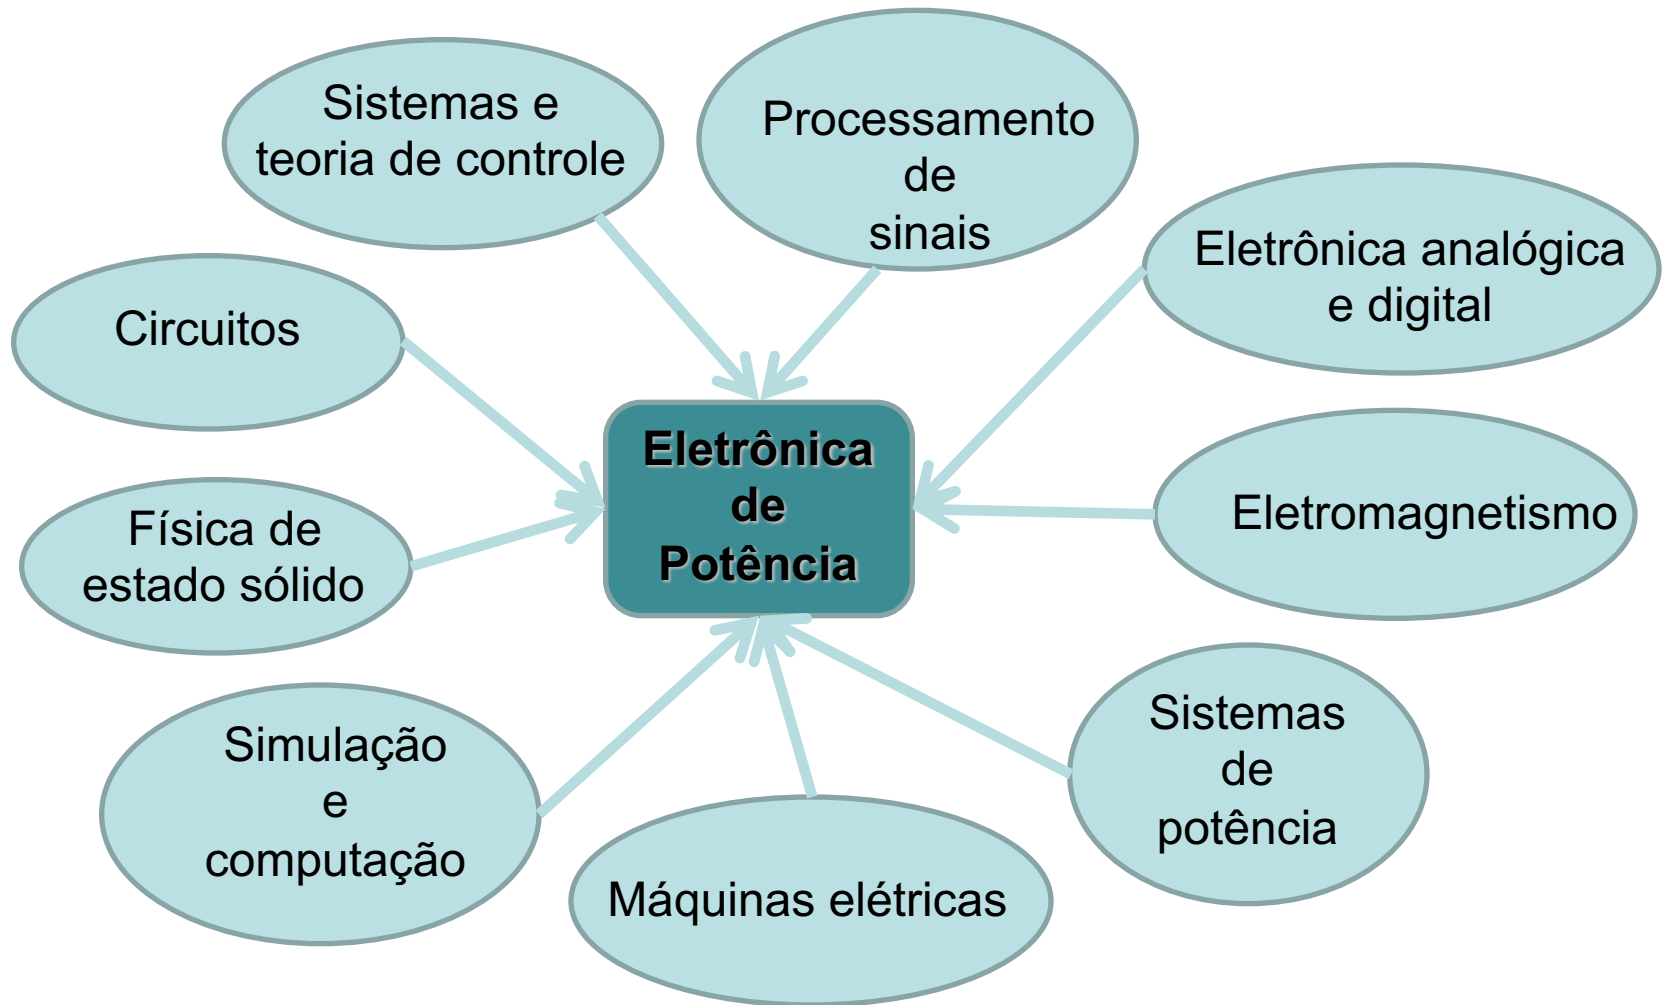 Sistemas e
teoria de controle
Processamento
de
sinais
Eletrônica analógica
e digital
Circuitos
Eletrônica
de
Potência
Eletromagnetismo
Física de
estado sólido
Simulação
e
computação
Máquinas elétricas
Sistemas
de
potência